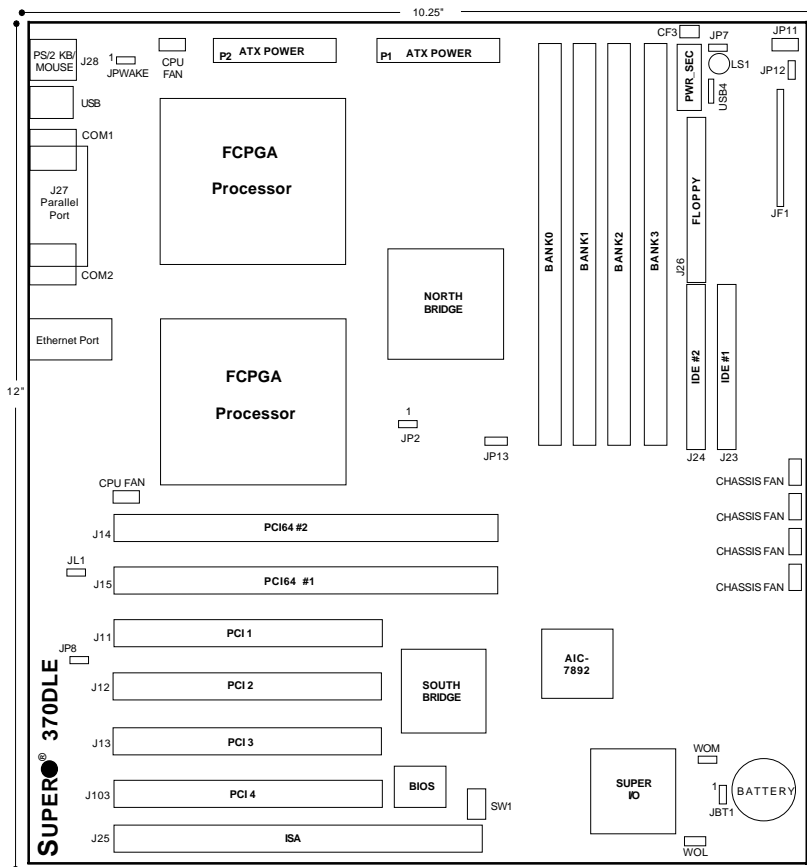 10.25"
12"
PS/2 KB/
MOUSE
J28
1
JPWAKE
CPU
FAN
P2 ATX POWER
P1 ATX POWER
CF3
JP7
JP11
PWR_SEC
LS1
JP12
USB4
USB
COM1
J27
Parallel
Port
COM2
Ethernet Port
FCPGA
Processor
NORTH
BRIDGE
BANK0
BANK1
BANK2
BANK3
FLOPPY
J26
JF1
FCPGA
Processor
IDE #2
IDE #1
1
JP2
JP13
J24
J23
CPU FAN
CHASSIS FAN
CHASSIS FAN
CHASSIS FAN
CHASSIS FAN
J14
PCI64 #2
JL1
J15
PCI64 #1
J11
PCI 1
JP8
J12
PCI 2
J13
PCI 3
J103
PCI 4
J25
ISA
SOUTH
BRIDGE
AIC-
7892
BIOS
SW1
SUPER
I/O
WOM
1
JBT1
BATTERY
WOL
SUPER® 370DLE